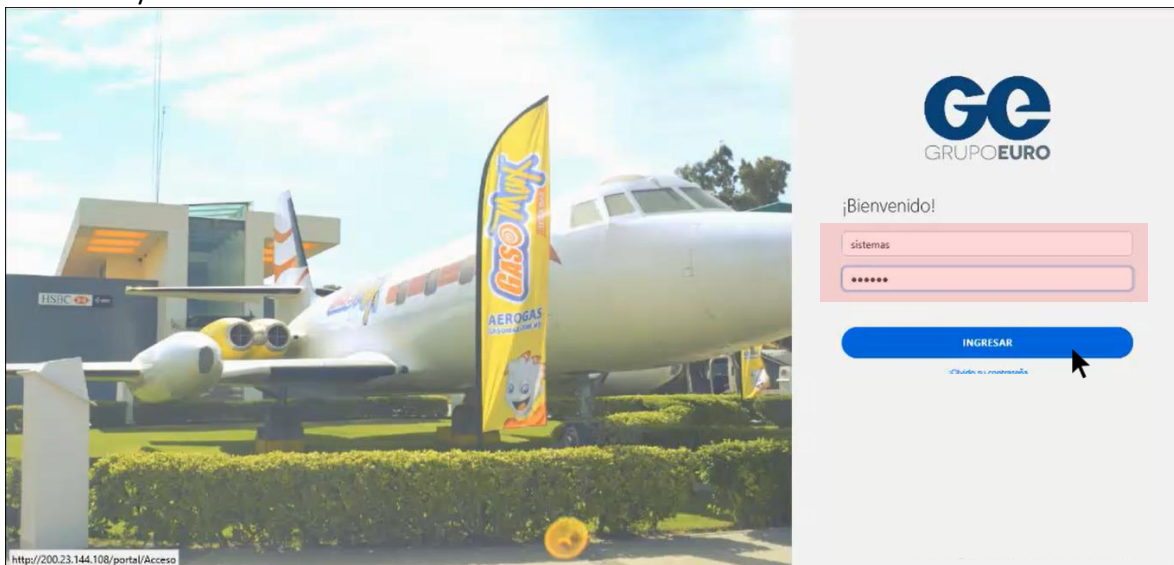 GE
GRUPOEURO
¡Bienvenido!
sistemas
INGRESAR
HSBC
GASOMAX
AEROGAS
http://200.23.144.108/portal/Acceso